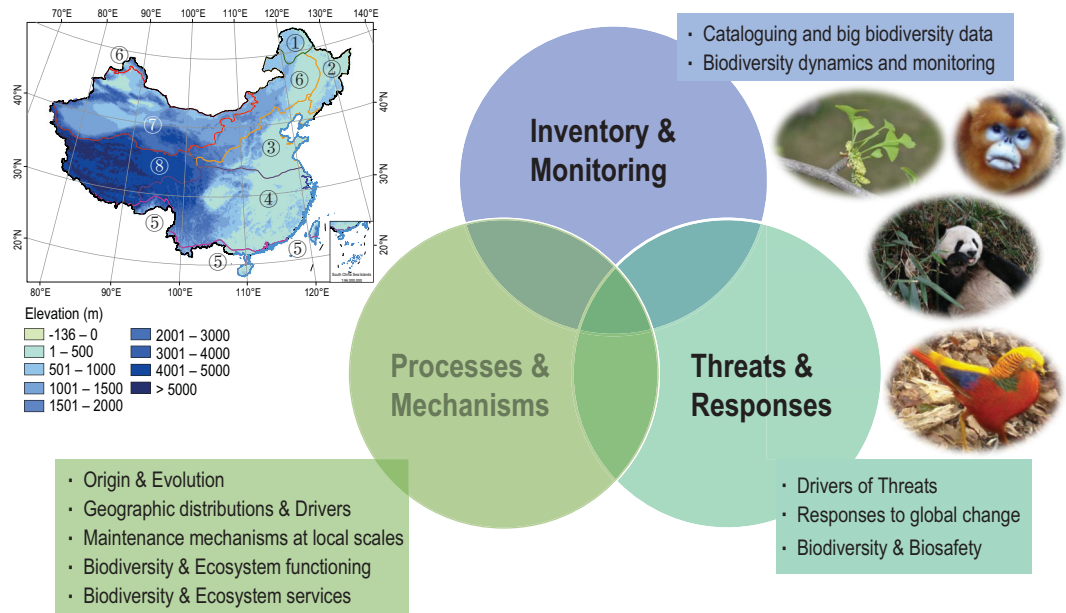 70°E 80°E 90°E 100°E 110°E 120°E 130°E 140°E
40°N
30°N
20°N
40°N
30°N
20°N
80°E 90°E 100°E 110°E 120°E
①
②
③
④
⑤
⑤
⑤
⑥
⑥
⑦
⑧
South China Sea Islands
Elevation (m)
-136 – 0
1 – 500
501 – 1000
1001 – 1500
1501 – 2000
2001 – 3000
3001 – 4000
4001 – 5000
> 5000
· Cataloguing and big biodiversity data
· Biodiversity dynamics and monitoring
Inventory &
Monitoring
Processes &
Mechanisms
Threats &
Responses
· Origin & Evolution
· Geographic distributions & Drivers
· Maintenance mechanisms at local scales
· Biodiversity & Ecosystem functioning
· Biodiversity & Ecosystem services
· Drivers of Threats
· Responses to global change
· Biodiversity & Biosafety